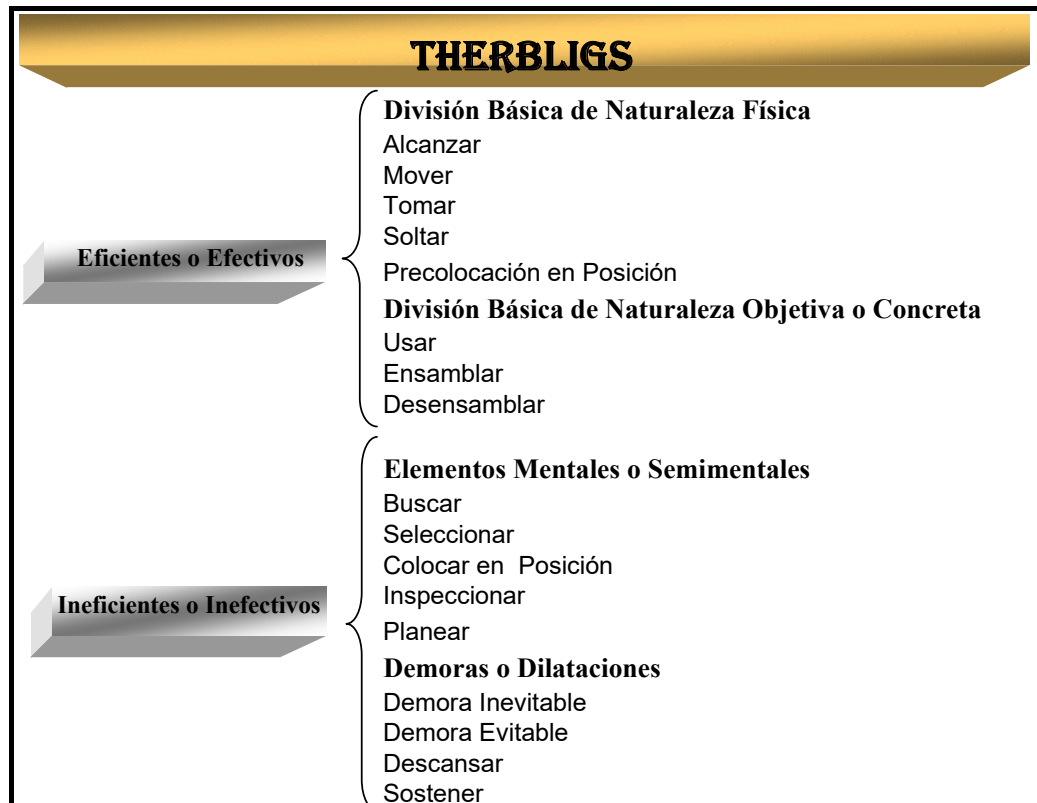 THERBLIGS
Eficientes o Efectivos
División Básica de Naturaleza Física
Alcanzar
Mover
Tomar
Soltar
Precolocación en Posición
División Básica de Naturaleza Objetiva o Concreta
Usar
Ensamblar
Desensamblar
Ineficientes o Inefectivos
Elementos Mentales o Semimentales
Buscar
Seleccionar
Colocar en  Posición
Inspeccionar
Planear
Demoras o Dilataciones
Demora Inevitable
Demora Evitable
Descansar
Sostener